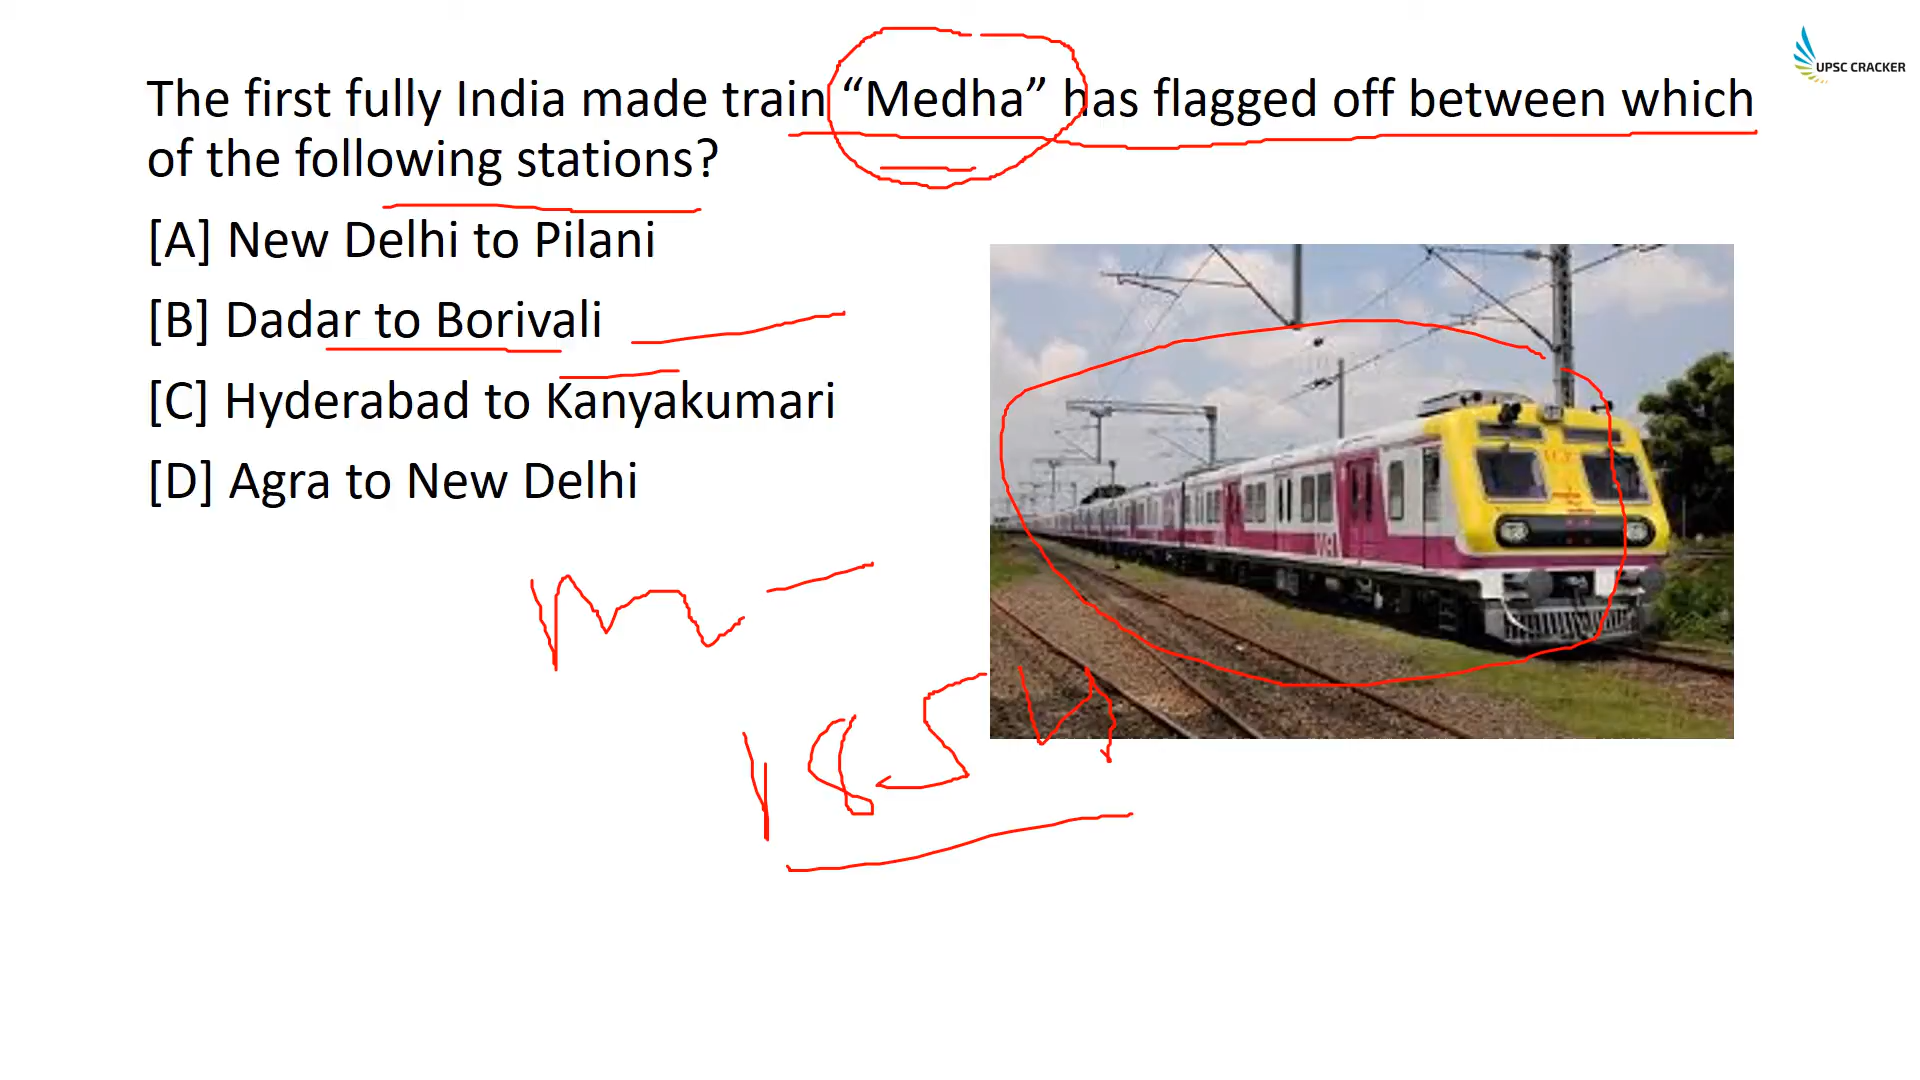 UPSC CRACKER
The first fully India made train “Medha” has flagged off between which
of the following stations?
[A] New Delhi to Pilani
[B] Dadar to Borivali
[C] Hyderabad to Kanyakumari
[D] Agra to New Delhi